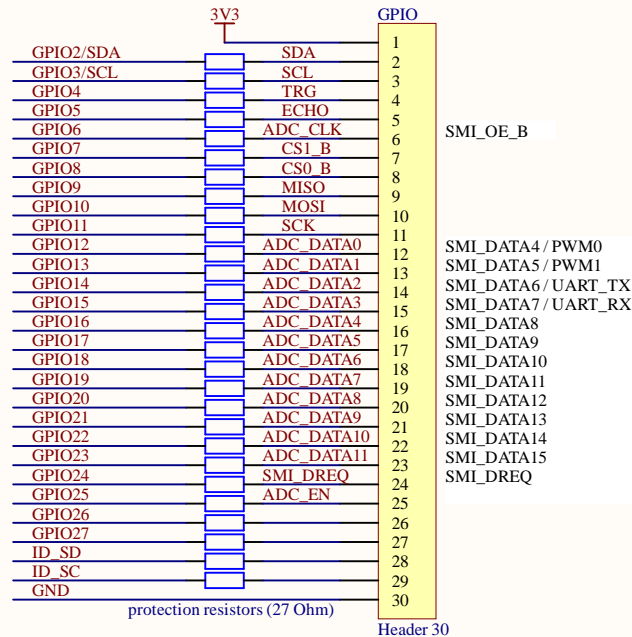 3V3 GPIO
1
GPIO2/SDA SDA 2
GPIO3/SCL SCL 3
GPIO4 TRG 4
GPIO5 ECHO 5
GPIO6 ADC_CLK 6 SMI_OE_B
GPIO7 CS1_B 7
GPIO8 CS0_B 8
GPIO9 MISO 9
GPIO10 MOSI 10
GPIO11 SCK 11
GPIO12 ADC_DATA0 12 SMI_DATA4 / PWM0
GPIO13 ADC_DATA1 13 SMI_DATA5 / PWM1
GPIO14 ADC_DATA2 14 SMI_DATA6 / UART_TX
GPIO15 ADC_DATA3 15 SMI_DATA7 / UART_RX
GPIO16 ADC_DATA4 16 SMI_DATA8
GPIO17 ADC_DATA5 17 SMI_DATA9
GPIO18 ADC_DATA6 18 SMI_DATA10
GPIO19 ADC_DATA7 19 SMI_DATA11
GPIO20 ADC_DATA8 20 SMI_DATA12
GPIO21 ADC_DATA9 21 SMI_DATA13
GPIO22 ADC_DATA10 22 SMI_DATA14
GPIO23 ADC_DATA11 23 SMI_DATA15
GPIO24 SMI_DREQ 24 SMI_DREQ
GPIO25 ADC_EN 25
GPIO26 26
GPIO27 27
ID_SD 28
ID_SC 29
GND 30
protection resistors (27 Ohm)
Header 30